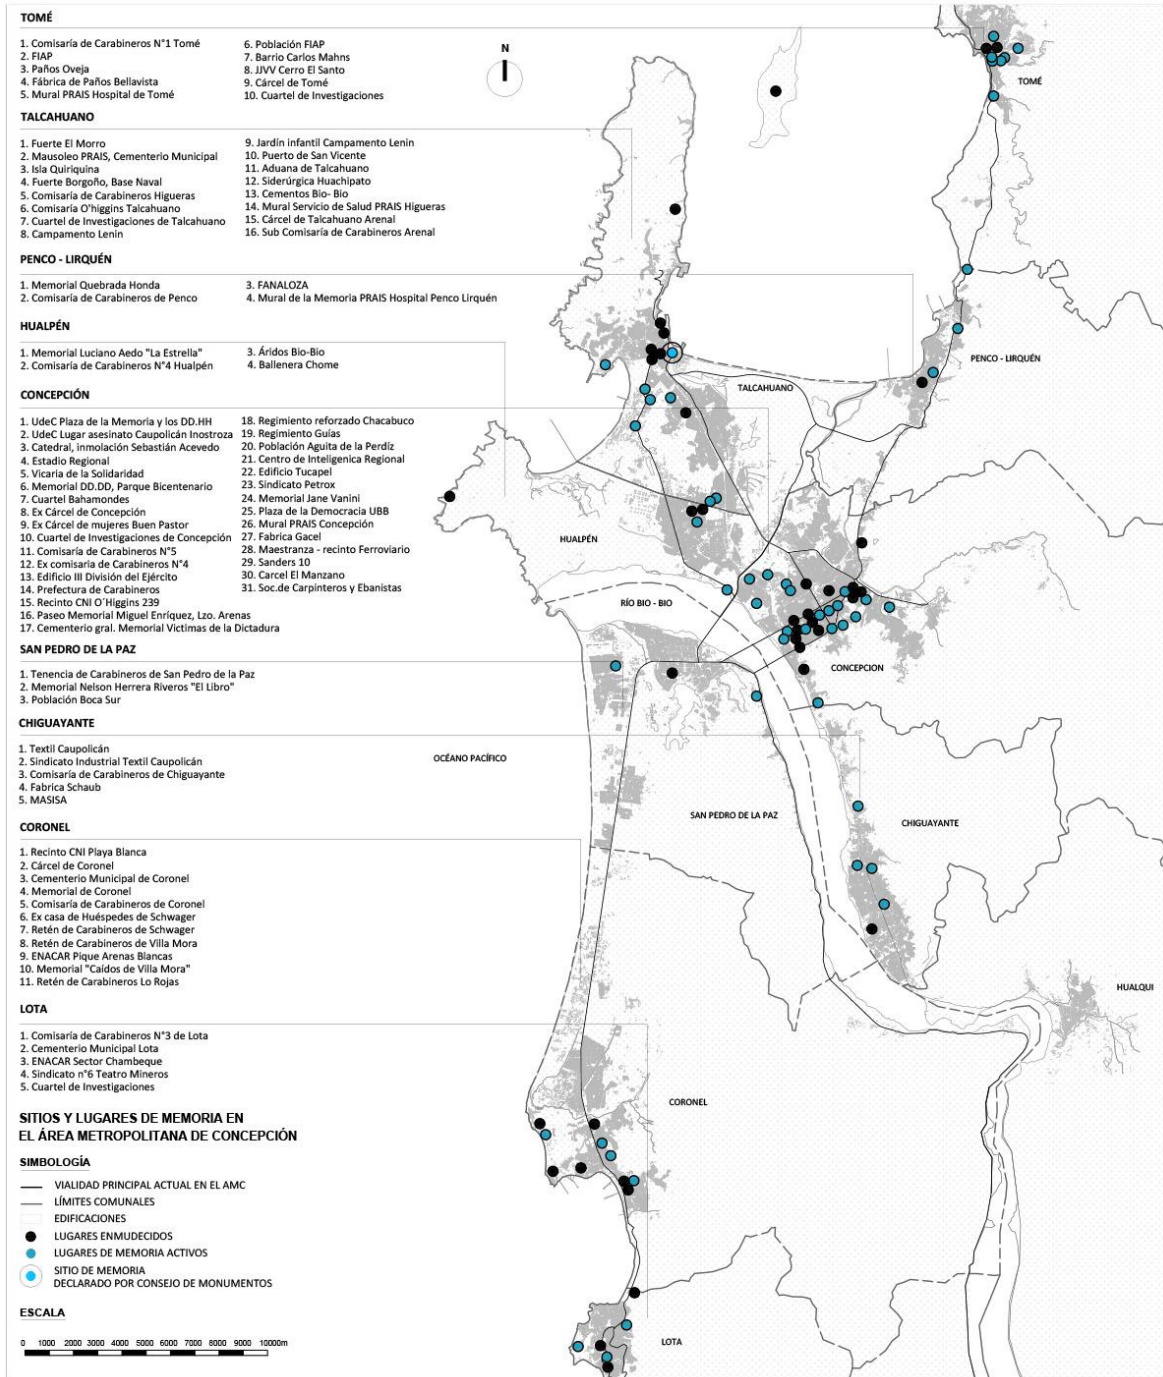 TOMÉ
1. Comisaría de Carabineros N°1 Tomé
2. FIAP
3. Paños Oveja
4. Fábrica de Paños Bellavista
5. Mural PRAIS Hospital de Tomé
6. Población FIAP
7. Barrio Carlos Mahns
8. JJVV Cerro El Santo
9. Cárcel de Tomé
10. Cuartel de Investigaciones
N
TOMÉ
TALCAHUANO
1. Fuerte El Morro
2. Mausoleo PRAIS, Cementerio Municipal
3. Isla Quiriquina
4. Fuerte Borgoño, Base Naval
5. Comisaría de Carabineros Higueras
6. Comisaría O'higgins Talcahuano
7. Cuartel de Investigaciones de Talcahuano
8. Campamento Lenin
9. Jardín infantil Campamento Lenin
10. Puerto de San Vicente
11. Aduana de Talcahuano
12. Siderúrgica Huachipato
13. Cementos Bio- Bio
14. Mural Servicio de Salud PRAIS Higueras
15. Cárcel de Talcahuano Arenal
16. Sub Comisaría de Carabineros Arenal
PENCO - LIRQUÉN
1. Memorial Quebrada Honda
2. Comisaría de Carabineros de Penco
3. FANALOZA
4. Mural de la Memoria PRAIS Hospital Penco Lirquén
HUALPÉN
1. Memorial Luciano Aedo "La Estrella"
2. Comisaría de Carabineros N°4 Hualpén
3. Áridos Bio-Bio
4. Ballenera Chome
PENCO - LIRQUÉN
TALCAHUANO
CONCEPCIÓN
1. UdeC Plaza de la Memoria y los DD.HH
2. UdeC Lugar asesinato Caupolicán Inostroza
3. Catedral, inmolación Sebastián Acevedo
4. Estadio Regional
5. Vicaria de la Solidaridad
6. Memorial DD.DD, Parque Bicentenario
7. Cuartel Bahamondes
8. Ex Cárcel de Concepción
9. Ex Cárcel de mujeres Buen Pastor
10. Cuartel de Investigaciones de Concepción
11. Comisaría de Carabineros N°5
12. Ex comisaria de Carabineros N°4
13. Edificio III División del Ejército
14. Prefectura de Carabineros
15. Recinto CNI O´Higgins 239
16. Paseo Memorial Miguel Enríquez, Lzo. Arenas
17. Cementerio gral. Memorial Victimas de la Dictadura
18. Regimiento reforzado Chacabuco
19. Regimiento Guías
20. Población Aguita de la Perdíz
21. Centro de Inteligenica Regional
22. Edificio Tucapel
23. Sindicato Petrox
24. Memorial Jane Vanini
25. Plaza de la Democracia UBB
26. Mural PRAIS Concepción
27. Fabrica Gacel
28. Maestranza - recinto Ferroviario
29. Sanders 10
30. Carcel El Manzano
31. Soc.de Carpinteros y Ebanistas
HUALPÉN
RÍO BIO - BIO
CONCEPCION
SAN PEDRO DE LA PAZ
1. Tenencia de Carabineros de San Pedro de la Paz
2. Memorial Nelson Herrera Riveros "El Libro"
3. Población Boca Sur
CHIGUAYANTE
1. Textil Caupolicán
2. Sindicato Industrial Textil Caupolicán
3. Comisaría de Carabineros de Chiguayante
4. Fabrica Schaub
5. MASISA
OCÉANO PACÍFICO
SAN PEDRO DE LA PAZ
CHIGUAYANTE
CORONEL
1. Recinto CNI Playa Blanca
2. Cárcel de Coronel
3. Cementerio Municipal de Coronel
4. Memorial de Coronel
5. Comisaría de Carabineros de Coronel
6. Ex casa de Huéspedes de Schwager
7. Retén de Carabineros de Schwager
8. Retén de Carabineros de Villa Mora
9. ENACAR Pique Arenas Blancas
10. Memorial "Caídos de Villa Mora"
11. Retén de Carabineros Lo Rojas
HUALQUI
LOTA
1. Comisaría de Carabineros N°3 de Lota
2. Cementerio Municipal Lota
3. ENACAR Sector Chambeque
4. Sindicato n°6 Teatro Mineros
5. Cuartel de Investigaciones
CORONEL
SITIOS Y LUGARES DE MEMORIA EN
EL ÁREA METROPOLITANA DE CONCEPCIÓN
SIMBOLOGÍA
VIALIDAD PRINCIPAL ACTUAL EN EL AMC
LÍMITES COMUNALES
EDIFICACIONES
LUGARES ENMUDECIDOS
LUGARES DE MEMORIA ACTIVOS
SITIO DE MEMORIA
DECLARADO POR CONSEJO DE MONUMENTOS
ESCALA
0 1000 2000 3000 4000 5000 6000 7000 8000 9000 10000m
LOTA